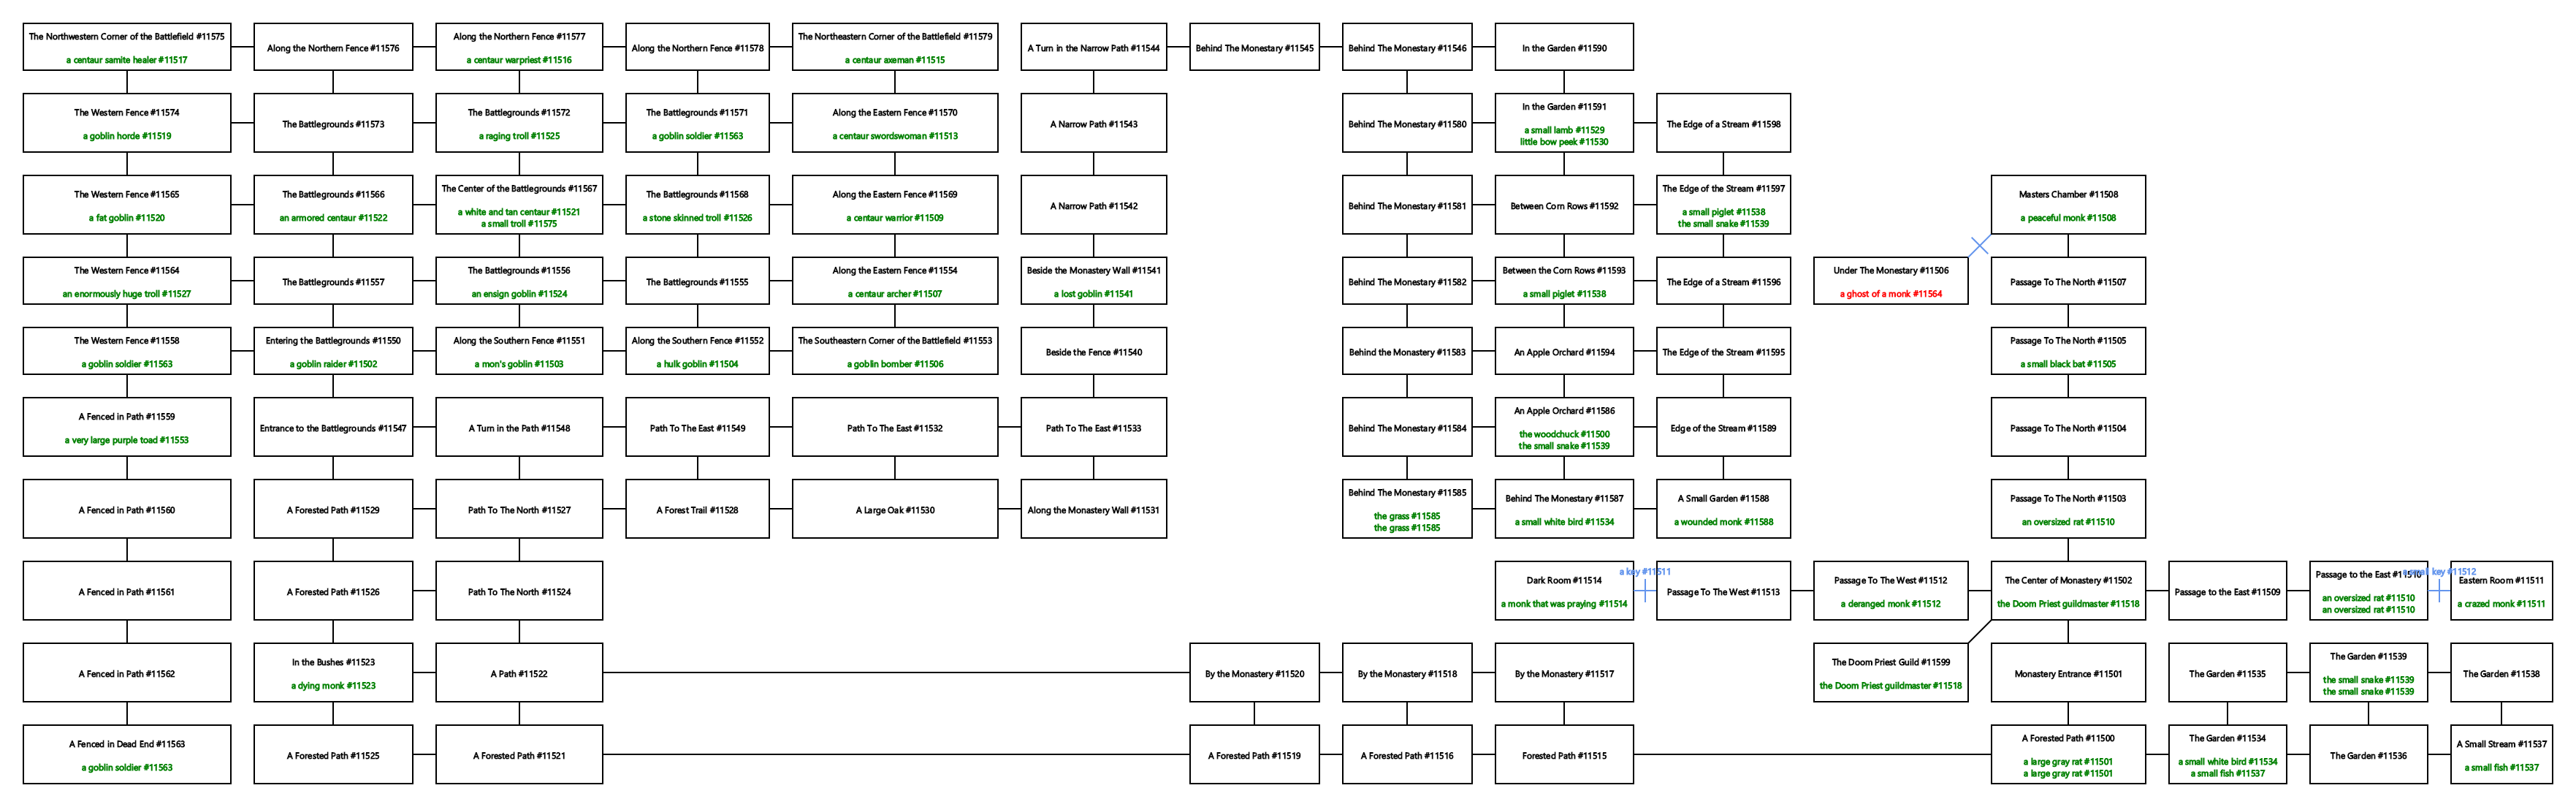 The Northwestern Corner of the Battlefield #11575
a centaur samite healer #11517
Along the Northern Fence #11576
Along the Northern Fence #11577
a centaur warpriest #11516
Along the Northern Fence #11578
The Northeastern Corner of the Battlefield #11579
a centaur axeman #11515
A Turn in the Narrow Path #11544
Behind The Monestary #11545
Behind The Monestary #11546
In the Garden #11590
The Western Fence #11574
a goblin horde #11519
The Battlegrounds #11573
The Battlegrounds #11572
a raging troll #11525
The Battlegrounds #11571
a goblin soldier #11563
Along the Eastern Fence #11570
a centaur swordswoman #11513
A Narrow Path #11543
Behind The Monestary #11580
In the Garden #11591
a small lamb #11529
little bow peek #11530
The Edge of a Stream #11598
The Western Fence #11565
a fat goblin #11520
The Battlegrounds #11566
an armored centaur #11522
The Center of the Battlegrounds #11567
a white and tan centaur #11521
a small troll #11575
The Battlegrounds #11568
a stone skinned troll #11526
Along the Eastern Fence #11569
a centaur warrior #11509
A Narrow Path #11542
Behind The Monestary #11581
Between Corn Rows #11592
The Edge of the Stream #11597
a small piglet #11538
the small snake #11539
Masters Chamber #11508
a peaceful monk #11508
The Western Fence #11564
an enormously huge troll #11527
The Battlegrounds #11557
The Battlegrounds #11556
an ensign goblin #11524
The Battlegrounds #11555
Along the Eastern Fence #11554
a centaur archer #11507
Beside the Monastery Wall #11541
a lost goblin #11541
Behind The Monestary #11582
Between the Corn Rows #11593
a small piglet #11538
The Edge of a Stream #11596
Under The Monestary #11506
a ghost of a monk #11564
Passage To The North #11507
The Western Fence #11558
a goblin soldier #11563
Entering the Battlegrounds #11550
a goblin raider #11502
Along the Southern Fence #11551
a mon's goblin #11503
Along the Southern Fence #11552
a hulk goblin #11504
The Southeastern Corner of the Battlefield #11553
a goblin bomber #11506
Beside the Fence #11540
Behind the Monestary #11583
An Apple Orchard #11594
The Edge of the Stream #11595
Passage To The North #11505
a small black bat #11505
A Fenced in Path #11559
a very large purple toad #11553
Entrance to the Battlegrounds #11547
A Turn in the Path #11548
Path To The East #11549
Path To The East #11532
Path To The East #11533
Behind The Monestary #11584
An Apple Orchard #11586
the woodchuck #11500
the small snake #11539
Edge of the Stream #11589
Passage To The North #11504
A Fenced in Path #11560
A Forested Path #11529
Path To The North #11527
A Forest Trail #11528
A Large Oak #11530
Along the Monastery Wall #11531
Behind The Monestary #11585
the grass #11585
the grass #11585
Behind The Monestary #11587
a small white bird #11534
A Small Garden #11588
a wounded monk #11588
Passage To The North #11503
an oversized rat #11510
A Fenced in Path #11561
A Forested Path #11526
Path To The North #11524
Dark Room #11514
a monk that was praying #11514
a key #11511
Passage To The West #11513
Passage To The West #11512
a deranged monk #11512
The Center of Monastery #11502
the Doom Priest guildmaster #11518
Passage to the East #11509
Passage to the East #11510
an oversized rat #11510
an oversized rat #11510
a small key #11512
Eastern Room #11511
a crazed monk #11511
A Fenced in Path #11562
In the Bushes #11523
a dying monk #11523
A Path #11522
By the Monastery #11520
By the Monastery #11518
By the Monastery #11517
The Doom Priest Guild #11599
the Doom Priest guildmaster #11518
Monastery Entrance #11501
The Garden #11535
The Garden #11539
the small snake #11539
the small snake #11539
The Garden #11538
A Fenced in Dead End #11563
a goblin soldier #11563
A Forested Path #11525
A Forested Path #11521
A Forested Path #11519
A Forested Path #11516
Forested Path #11515
A Forested Path #11500
a large gray rat #11501
a large gray rat #11501
The Garden #11534
a small white bird #11534
a small fish #11537
The Garden #11536
A Small Stream #11537
a small fish #11537